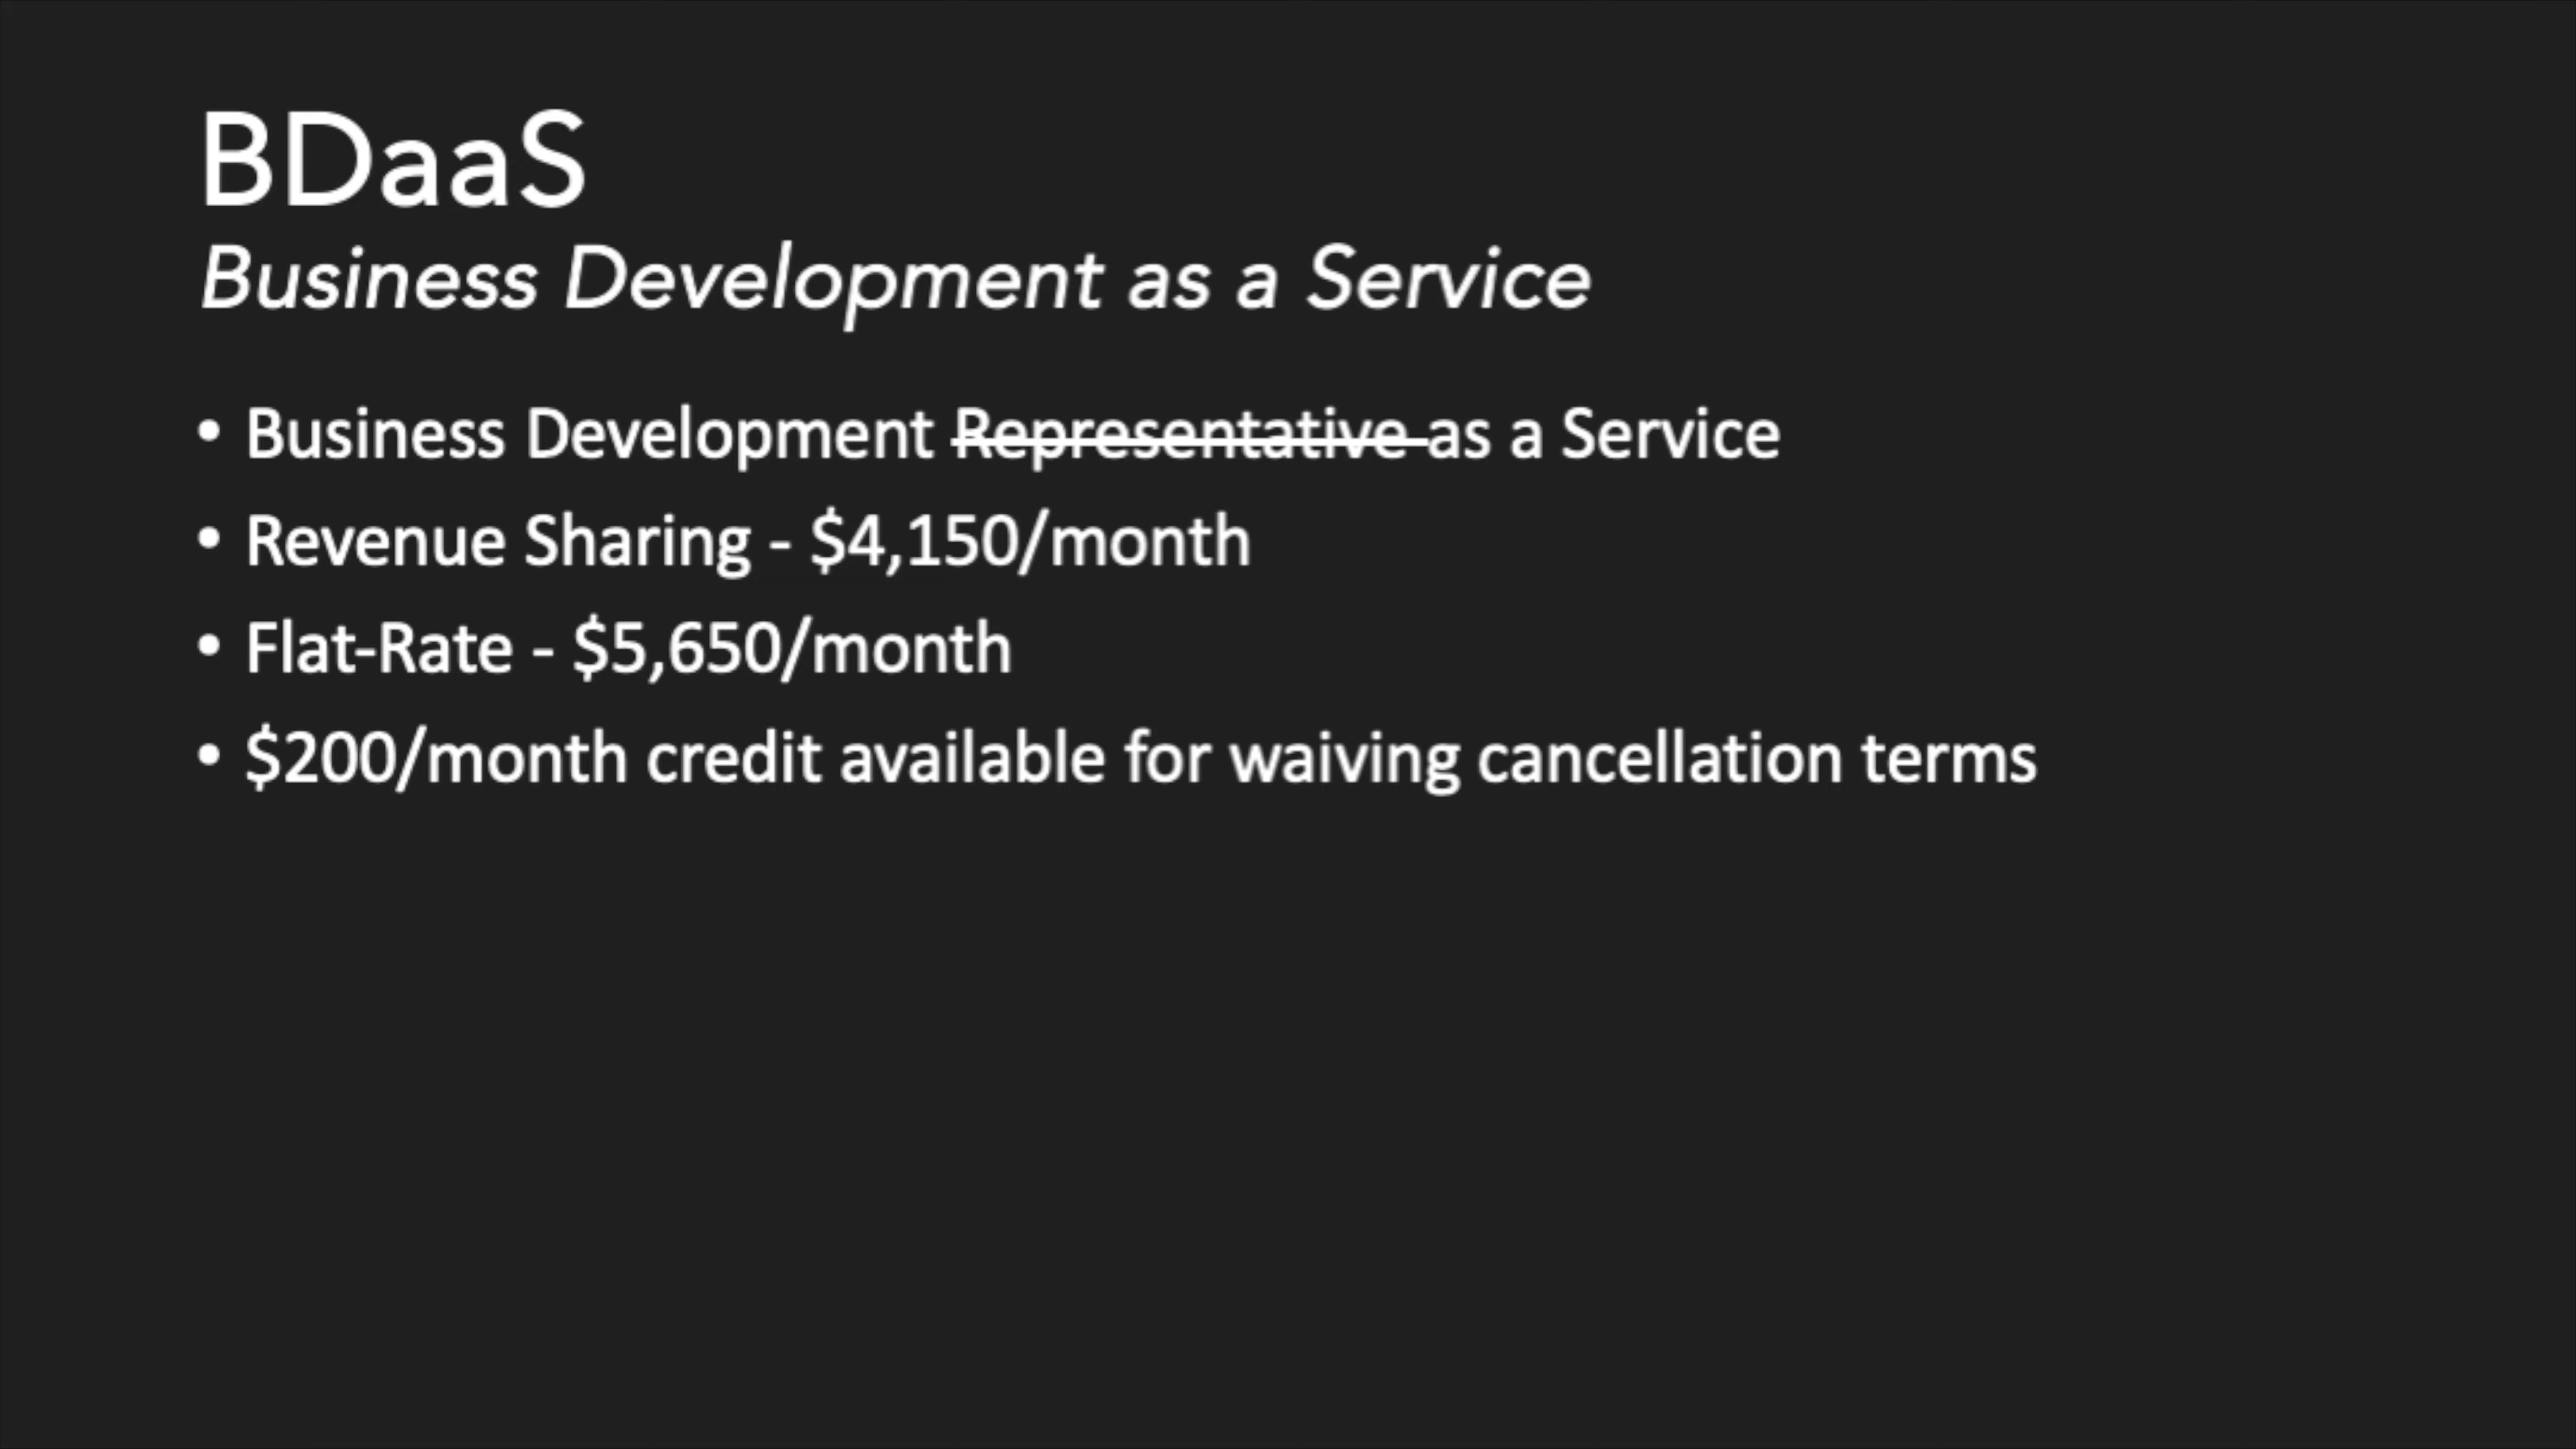 BDaaS
Business Development as a Service
• Business Development Representative as a Service
• Revenue Sharing - $4,150/month
• Flat-Rate - $5,650/month
• $200/month credit available for waiving cancellation terms